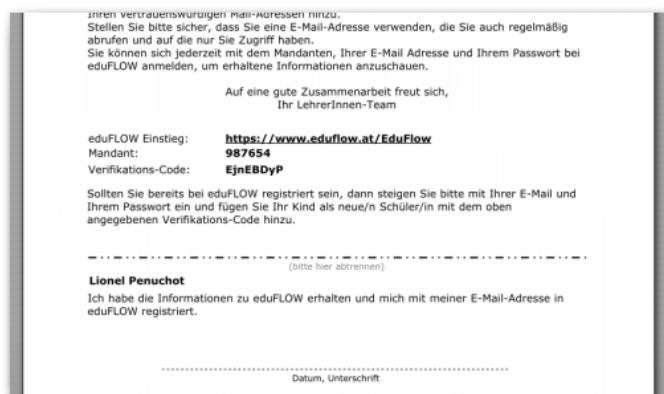 Ihren vertrauenswürdigen Mail-Adressen hinzu.
Stellen Sie bitte sicher, dass Sie eine E-Mail-Adresse verwenden, die Sie auch regelmäßig
abrufen und auf die nur Sie Zugriff haben.
Sie können sich jederzeit mit dem Mandanten, Ihrer E-Mail Adresse und Ihrem Passwort bei
eduFLOW anmelden, um erhaltene Informationen anzuschauen.
Auf eine gute Zusammenarbeit freut sich,
Ihr LehrerInnen-Team
eduFLOW Einstieg: https://www.eduflow.at/EduFlow
Mandant: 987654
Verifikations-Code: EjnEBDyP
Sollten Sie bereits bei eduFLOW registriert sein, dann steigen Sie bitte mit Ihrer E-Mail und
Ihrem Passwort ein und fügen Sie Ihr Kind als neue/n Schüler/in mit dem oben
angegebenen Verifikations-Code hinzu.
(bitte hier abtrennen)
Lionel Penuchot
Ich habe die Informationen zu eduFLOW erhalten und mich mit meiner E-Mail-Adresse in
eduFLOW registriert.
Datum, Unterschrift